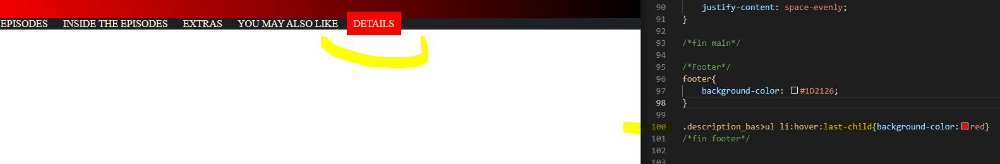 EPISODES INSIDE THE EPISODES EXTRAS YOU MAY ALSO LIKE DETAILS
90 justify-content: space-evenly;
91 }
92
93 /*fin main*/
94
95 /*Footer*/
96 footer{
97 background-color: #1D2126;
98 }
99
100 .description_bas>ul li:hover:last-child{background-color:red}
101 /*fin footer*/
102
103